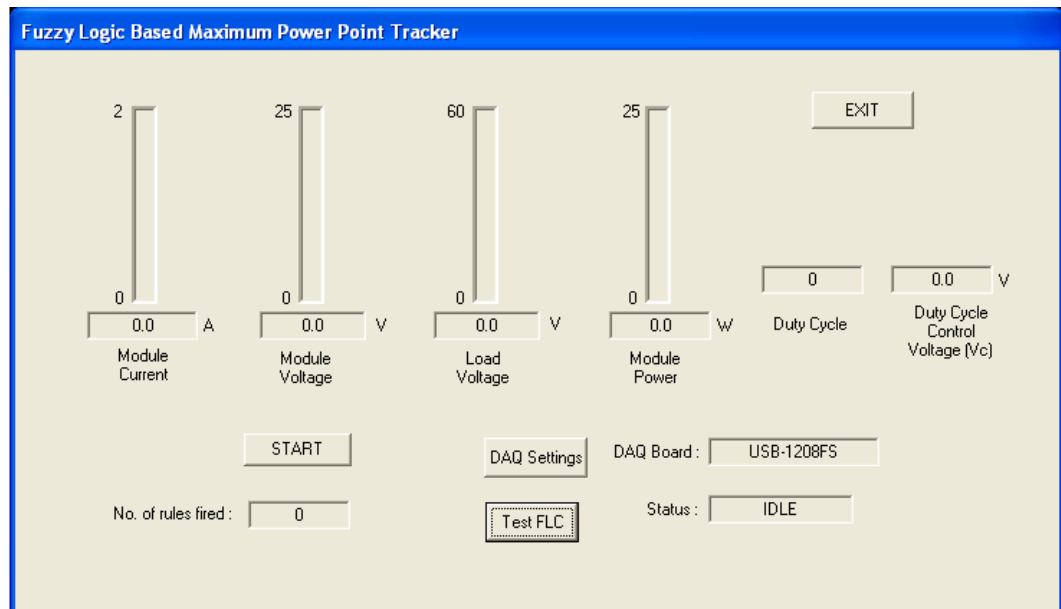 Fuzzy Logic Based Maximum Power Point Tracker
2 25 60 25 EXIT
0 0 0 0 0 0.0 V
0.0 A 0.0 V 0.0 V 0.0 W Duty Cycle Duty Cycle
Control
Voltage (Vc)
Module
Current
Module
Voltage
Load
Voltage
Module
Power
START DAQ Settings DAQ Board : USB-1208FS
No. of rules fired : 0 Test FLC Status : IDLE